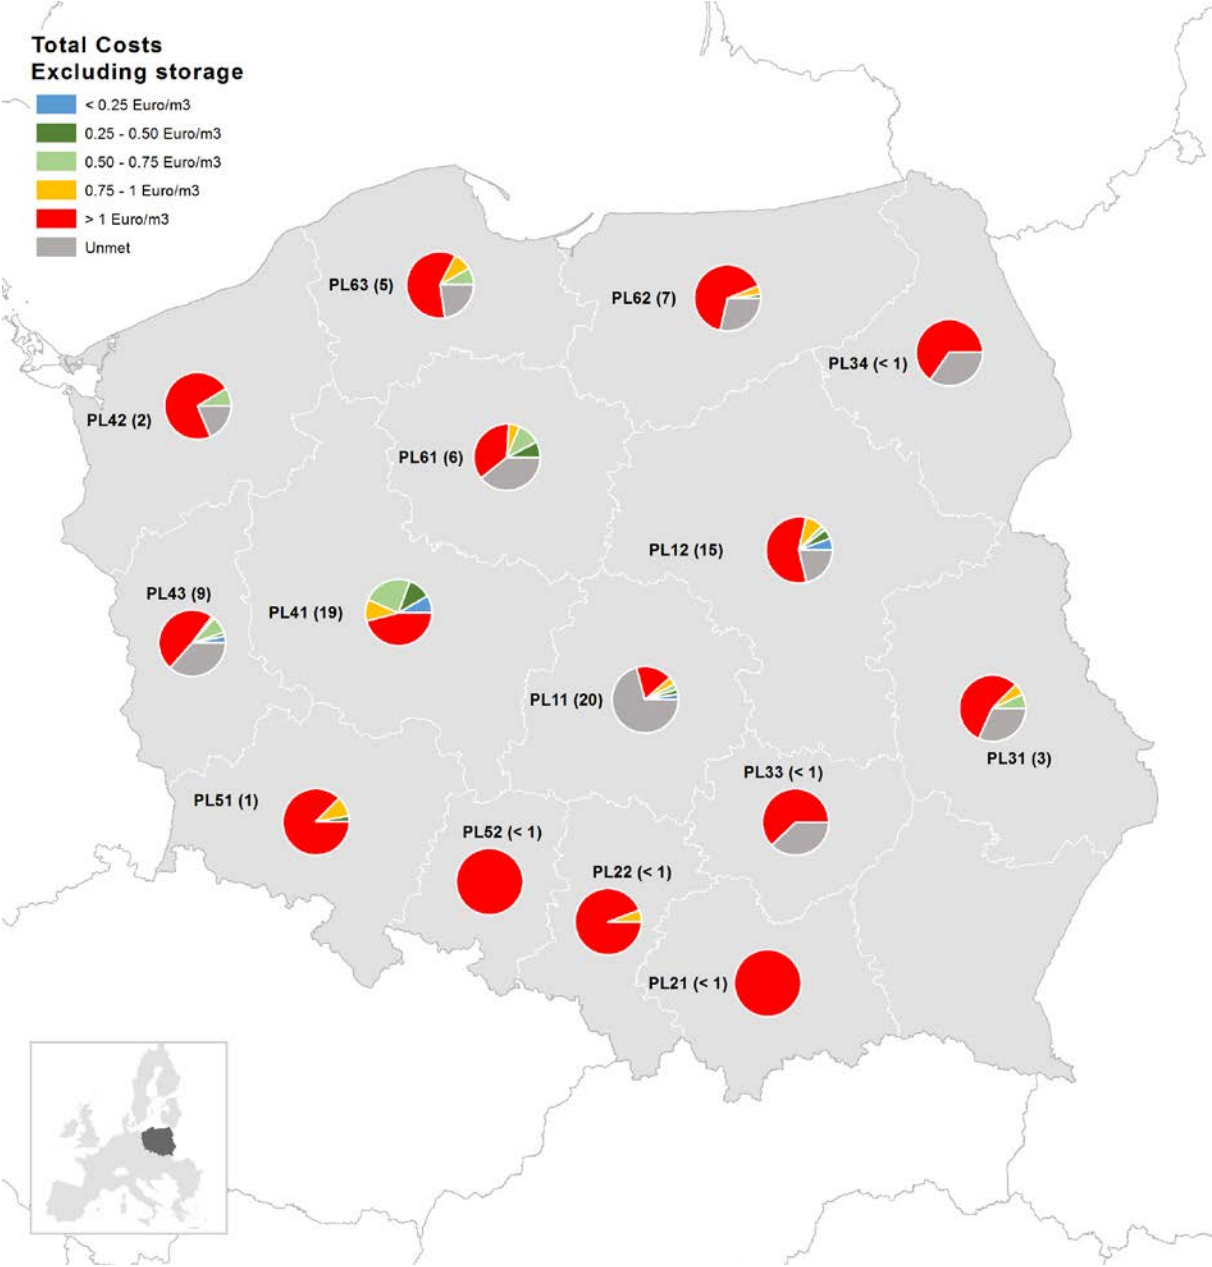 Total Costs
Excluding storage
< 0.25 Euro/m3
0.25 - 0.50 Euro/m3
0.50 - 0.75 Euro/m3
0.75 - 1 Euro/m3
> 1 Euro/m3
Unmet
PL63 (5)
PL62 (7)
PL34 (< 1)
PL42 (2)
PL61 (6)
PL12 (15)
PL43 (9)
PL41 (19)
PL11 (20)
PL31 (3)
PL33 (< 1)
PL51 (1)
PL52 (< 1)
PL22 (< 1)
PL21 (< 1)